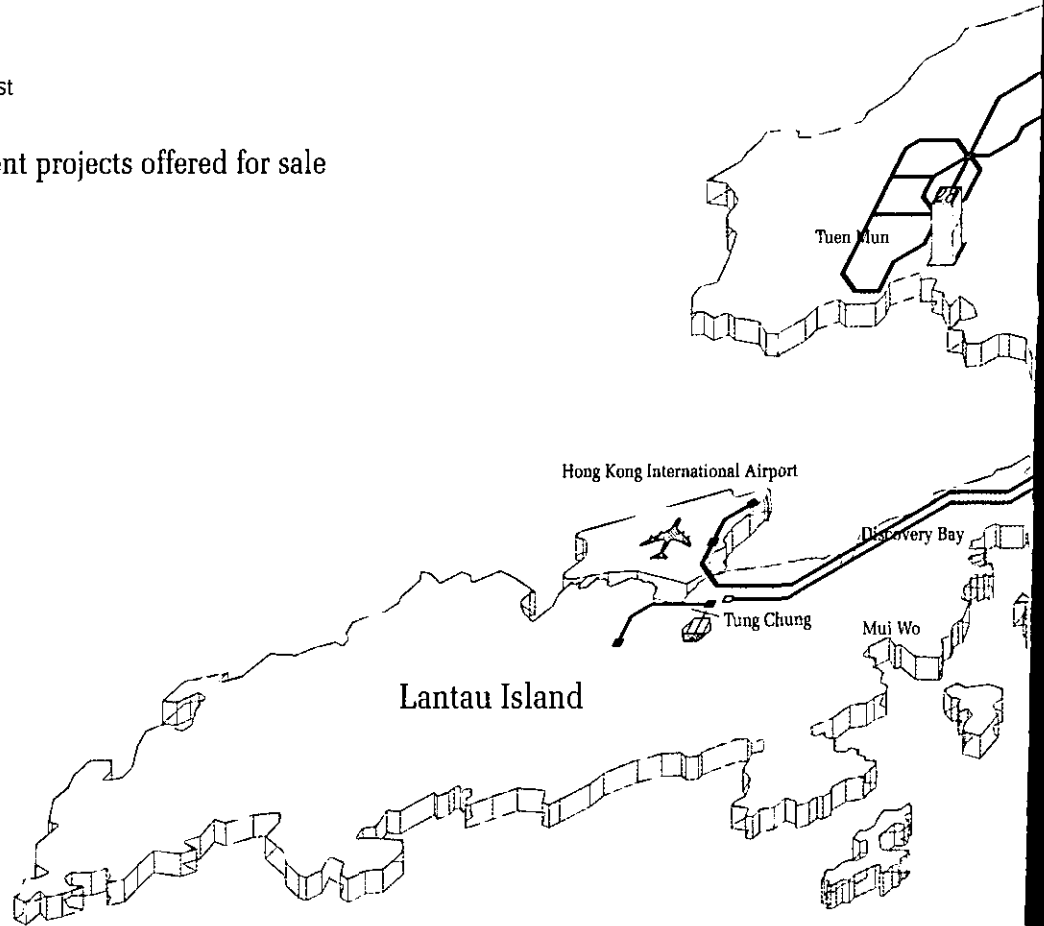 st
ent projects offered for sale
28
Tuen Mun
Hong Kong International Airport
Discovery Bay
Tung Chung
Mui Wo
Lantau Island